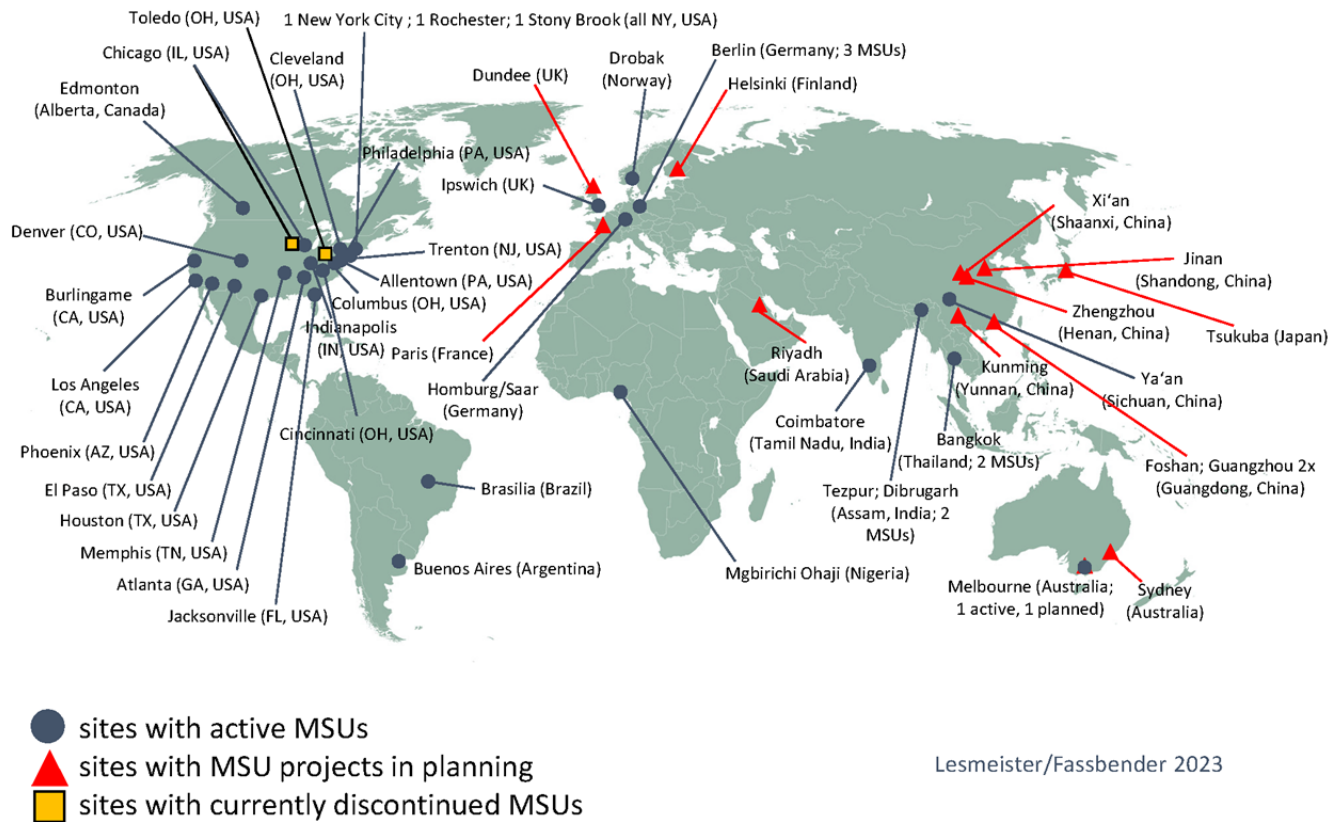 Toledo (OH, USA)
1 New York City ; 1 Rochester; 1 Stony Brook (all NY, USA)
Chicago (IL, USA)
Cleveland
(OH, USA)
Edmonton
(Alberta, Canada)
Philadelphia (PA, USA)
Dundee (UK)
Drobak
(Norway)
Berlin (Germany; 3 MSUs)
Helsinki (Finland)
Ipswich (UK)
Denver (CO, USA)
Trenton (NJ, USA)
Allentown (PA, USA)
Columbus (OH, USA)
Indianapolis
(IN, USA)
Burlingame
(CA, USA)
Los Angeles
(CA, USA)
Paris (France)
Homburg/Saar
(Germany)
Cincinnati (OH, USA)
Phoenix (AZ, USA)
El Paso (TX, USA)
Houston (TX, USA)
Memphis (TN, USA)
Atlanta (GA, USA)
Jacksonville (FL, USA)
Brasilia (Brazil)
Buenos Aires (Argentina)
Mgbirichi Ohaji (Nigeria)
Riyadh
(Saudi Arabia)
Coimbatore
(Tamil Nadu, India)
Tezpur; Dibrugarh
(Assam, India; 2
MSUs)
Bangkok
(Thailand; 2 MSUs)
Xi‘an
(Shaanxi, China)
Jinan
(Shandong, China)
Zhengzhou
(Henan, China)
Tsukuba (Japan)
Kunming
(Yunnan, China)
Ya‘an
(Sichuan, China)
Foshan; Guangzhou 2x
(Guangdong, China)
Melbourne (Australia;
1 active, 1 planned)
Sydney
(Australia)
sites with active MSUs
sites with MSU projects in planning
sites with currently discontinued MSUs
Lesmeister/Fassbender 2023